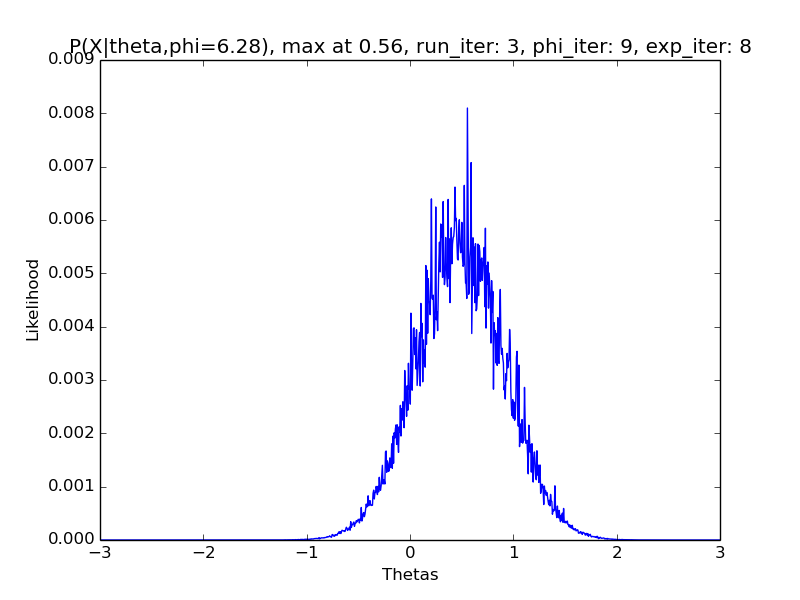 P(X|theta,phi=6.28), max at 0.56, run_iter: 3, phi_iter: 9, exp_iter: 8
0.009
0.008
0.007
0.006
0.005
0.004
0.003
0.002
0.001
0.000
Likelihood
−3 −2 −1 0 1 2 3
Thetas